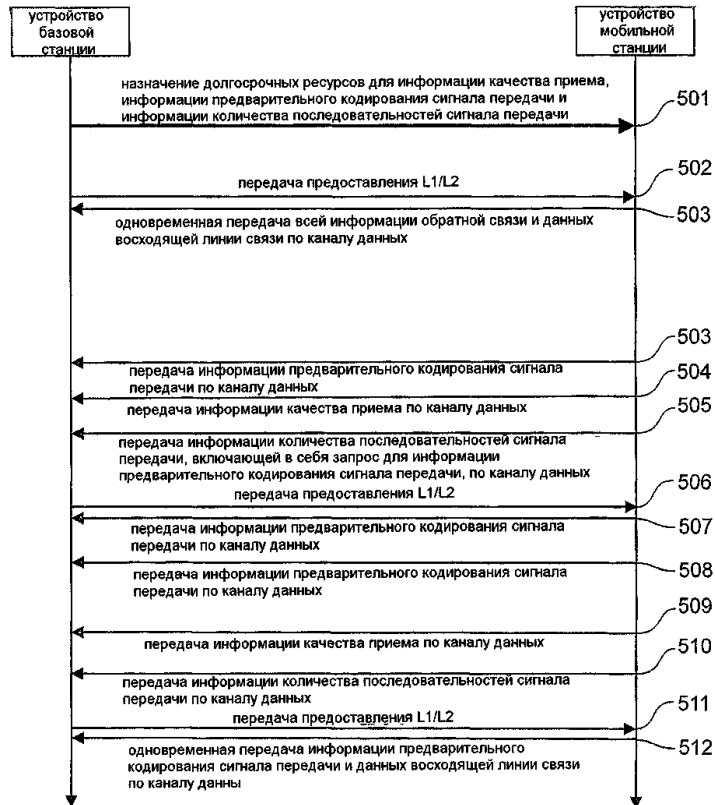 устройство
базовой
станции
устройство
мобильной
станции
назначение долгосрочных ресурсов для информации качества приема,
информации предварительного кодирования сигнала передачи и
информации количества последовательностей сигнала передачи
501
502
передача предоставления L1/L2
503
одновременная передача всей информации обратной связи и данных
восходящей линии связи по каналу данных
503
передача информации предварительного кодирования сигнала
передачи по каналу данных
504
передача информации качества приема по каналу данных
505
передача информации количества последовательностей сигнала
передачи, включающей в себя запрос для информации
предварительного кодирования сигнала передачи, по каналу данных
506
передача предоставления L1/L2
507
передача информации предварительного кодирования сигнала
передачи по каналу данных
508
передача информации предварительного кодирования сигнала
передачи по каналу данных
509
передача информации качества приема по каналу данных
510
передача информации количества последовательностей сигнала
передачи по каналу данных
511
передача предоставления L1/L2
512
одновременная передача информации предварительного
кодирования сигнала передачи и данных восходящей линии связи
по каналу данны